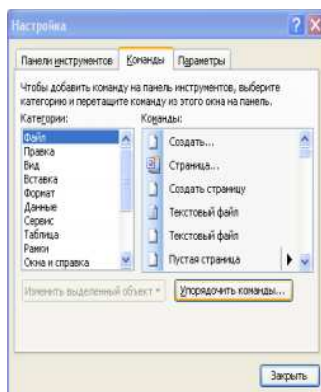 Настройка
Панели инструментов Команды Параметры
Чтобы добавить команду на панель инструментов, выберите
категорию и перетащите команду из этого окна на панель.
Категории: Команды:
Файл
Правка
Вид
Вставка
Формат
Данные
Сервис
Таблица
Рамки
Окна и справка
Создать...
Страница...
Создать страницу
Текстовый файл
Текстовый файл
Пустая страница
Изменить выделенный объект
Упорядочить команды...
Закрыть